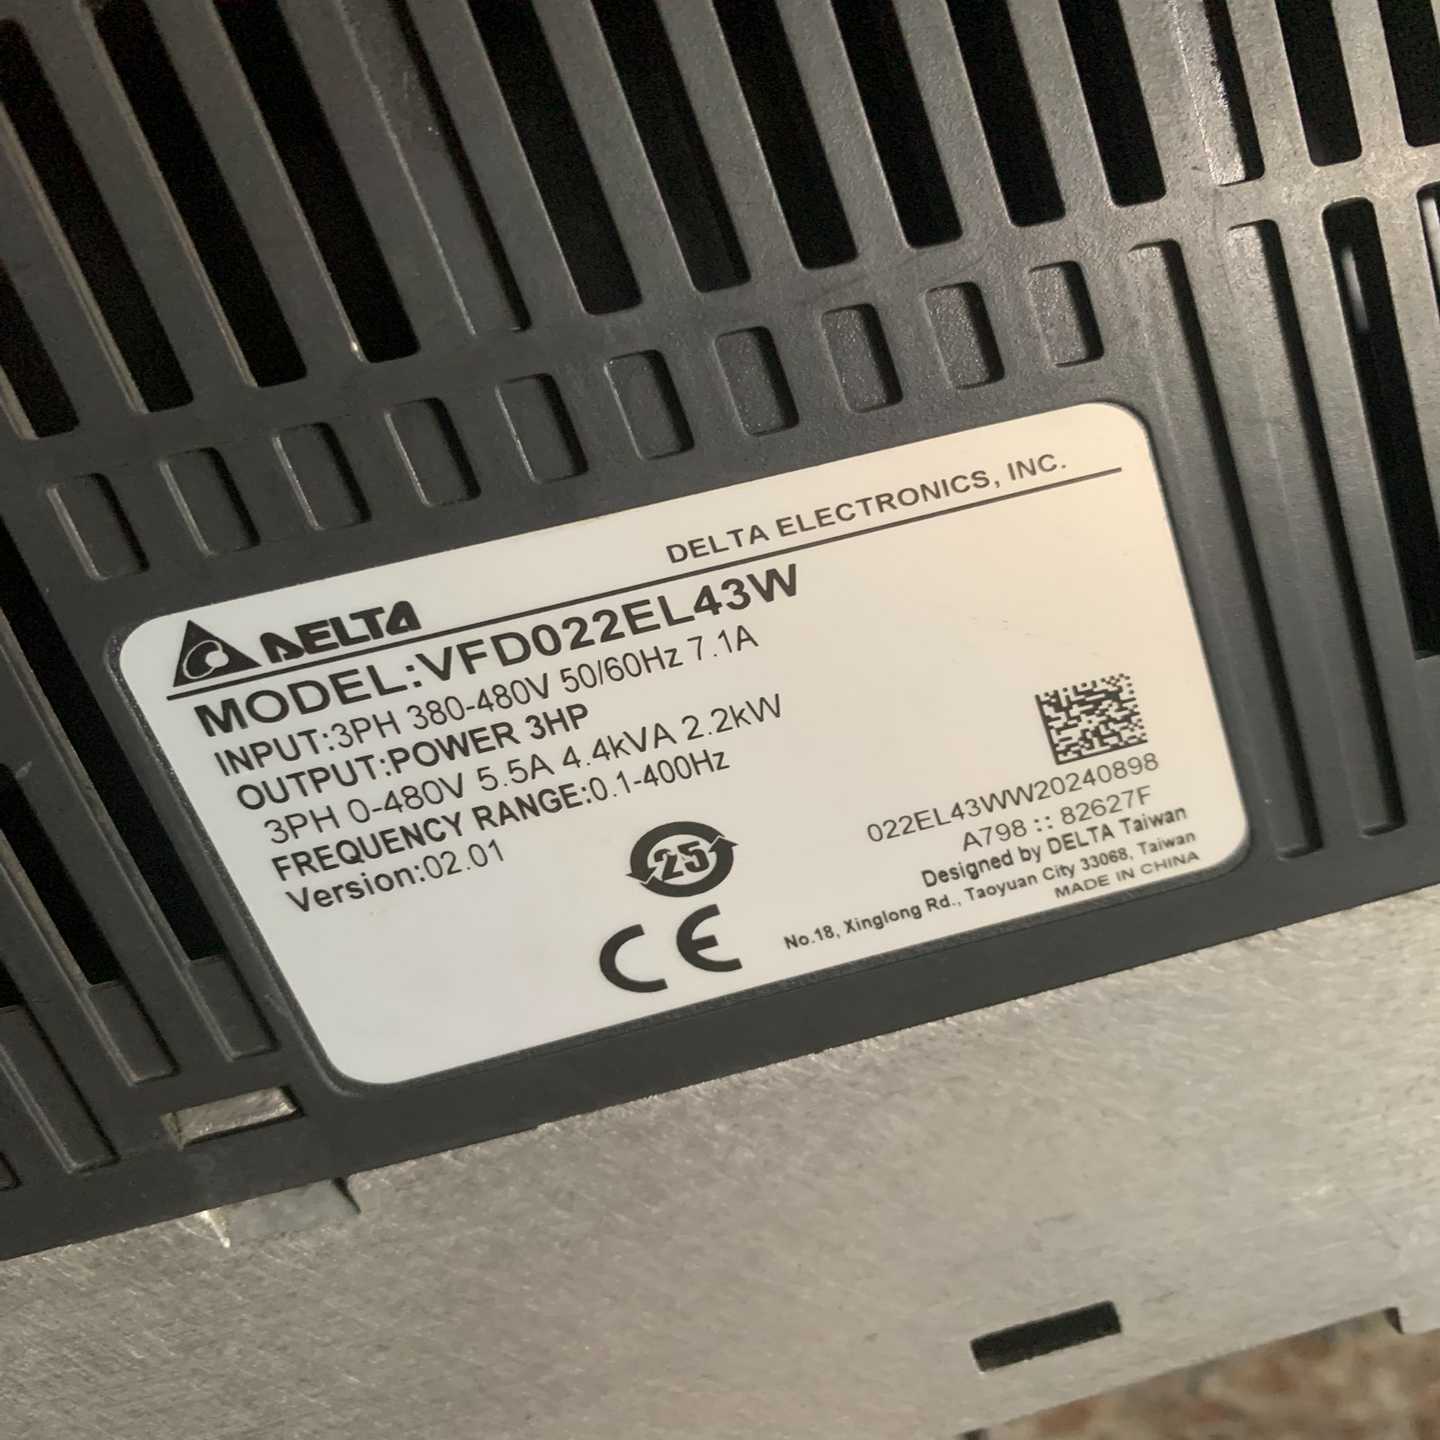 DELTA ELECTRONICS, INC.
DELTA
MODEL:VFD022EL43W
INPUT:3PH 380-480V 50/60Hz 7.1A
OUTPUT:POWER 3HP
3PH 0-480V 5.5A 4.4kVA 2.2kW
FREQUENCY RANGE:0.1-400Hz
Version:02.01
25
CE
022EL43WW20240898
A798 :: 82627F
Designed by DELTA Taiwan
No.18, Xinglong Rd., Taoyuan City 33068, Taiwan
MADE IN CHINA